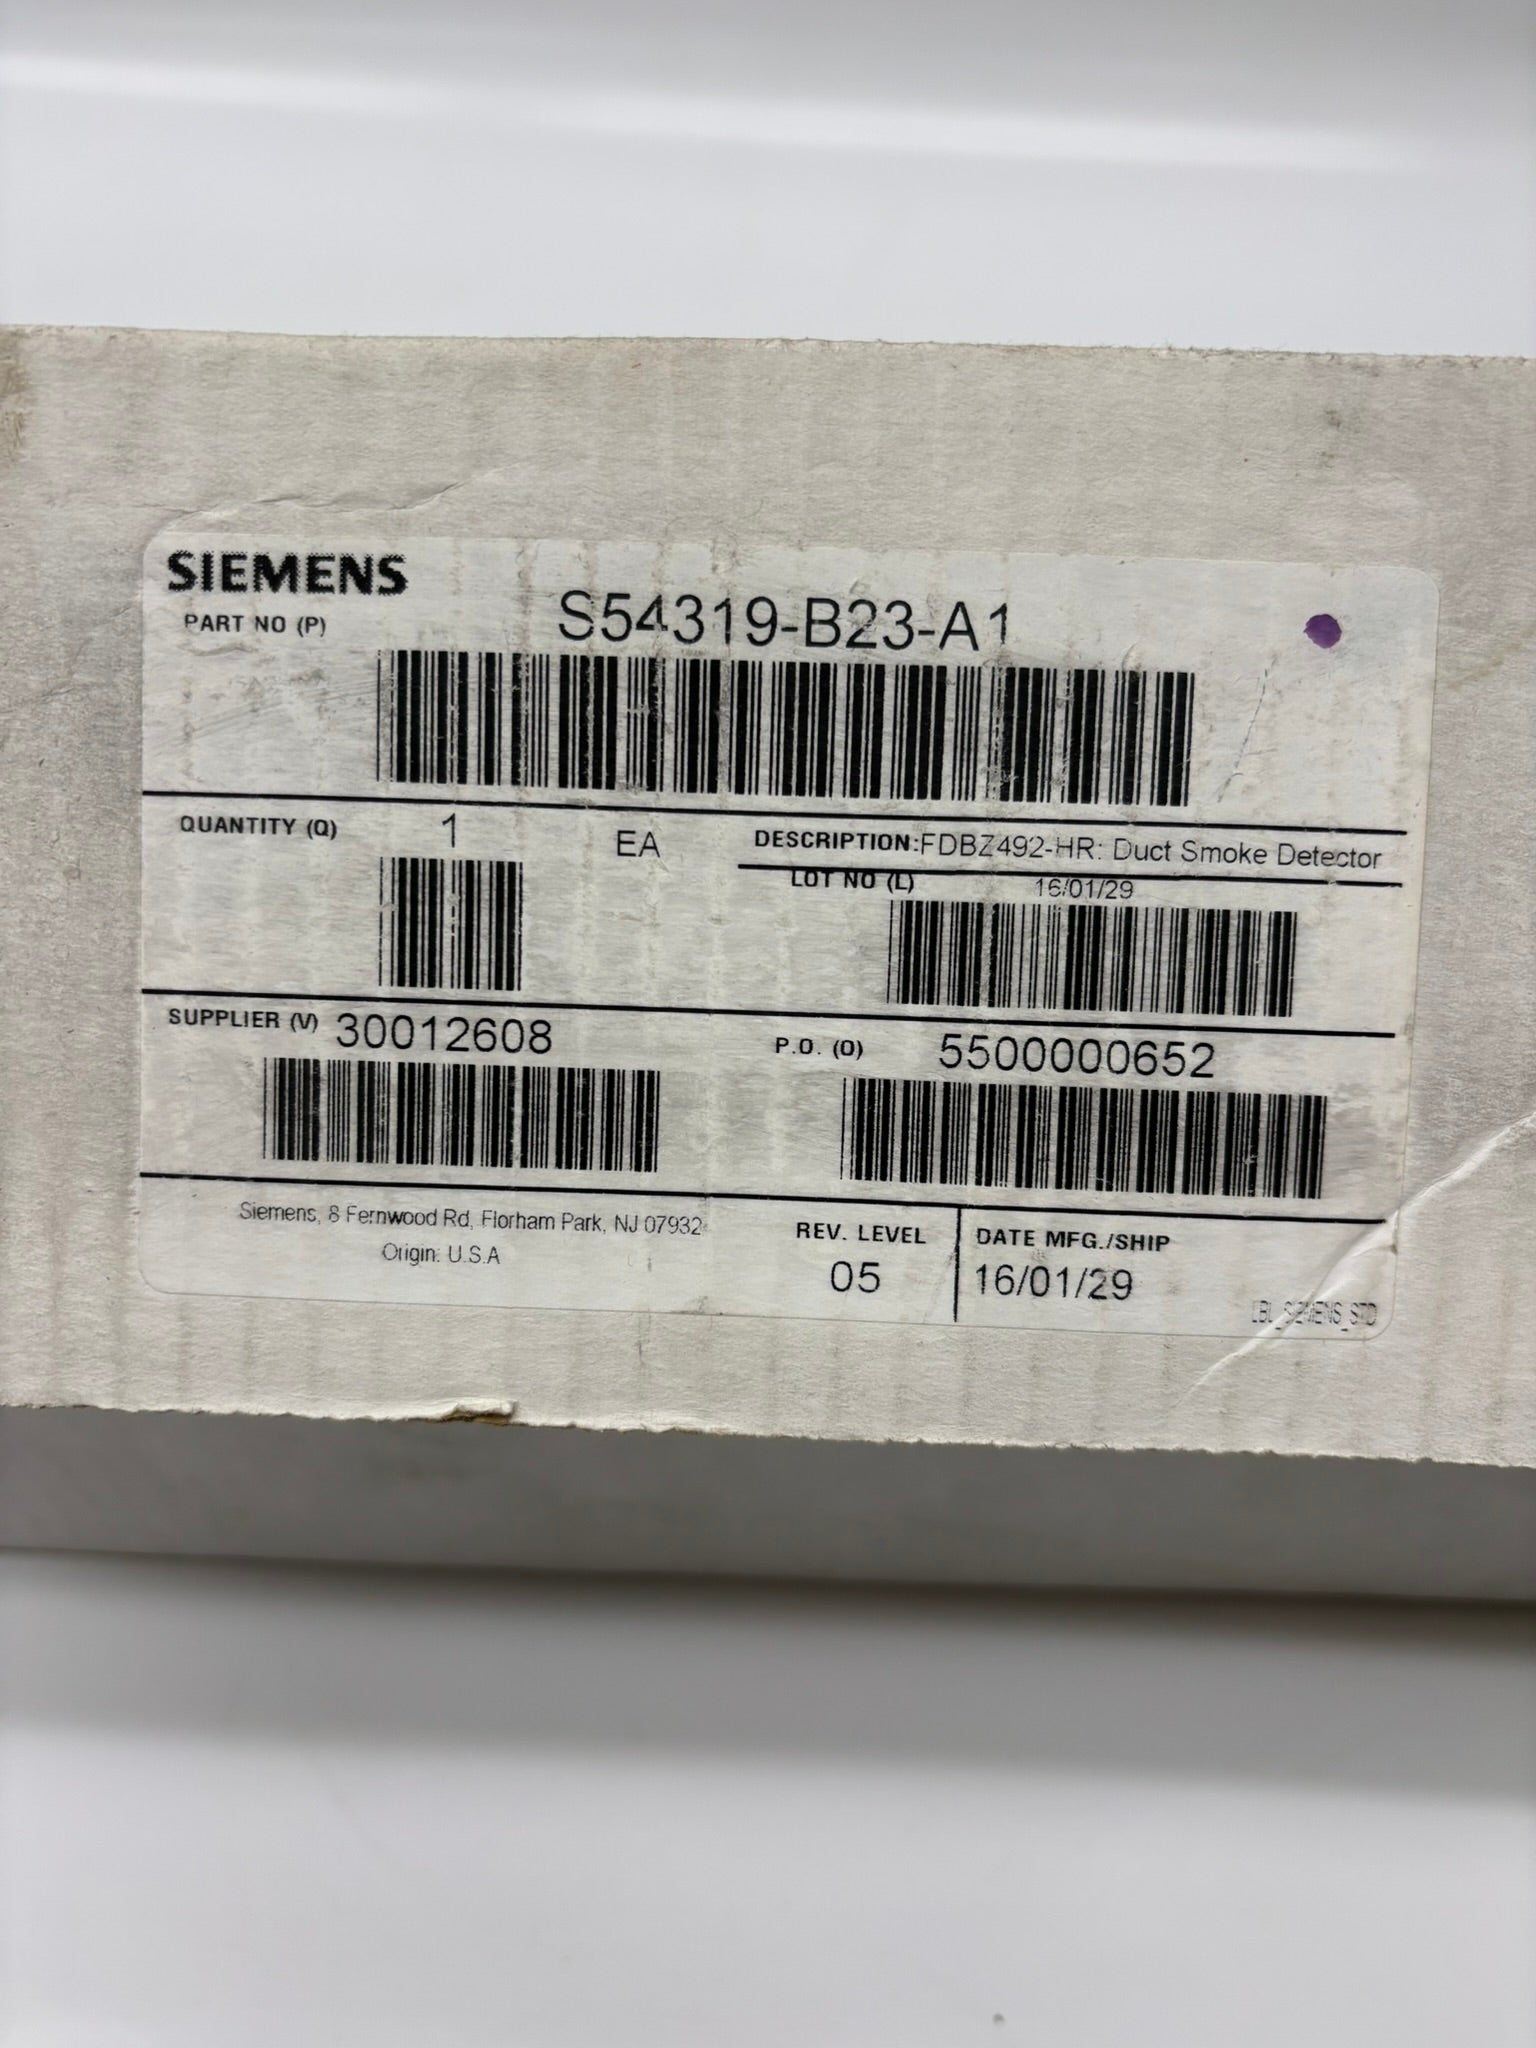 SIEMENS
PART NO (P)
S54319-B23-A1
QUANTITY (Q)
1
EA
DESCRIPTION:FDBZ492-HR: Duct Smoke Detector
LOT NO (L)
16/01/29
SUPPLIER (V) 30012608
P.O. (O) 5500000652
Siemens, 8 Fernwood Rd, Florham Park, NJ 07932
Origin: U.S.A
REV. LEVEL
05
DATE MFG./SHIP
16/01/29
LBL_SIEMENS_STD